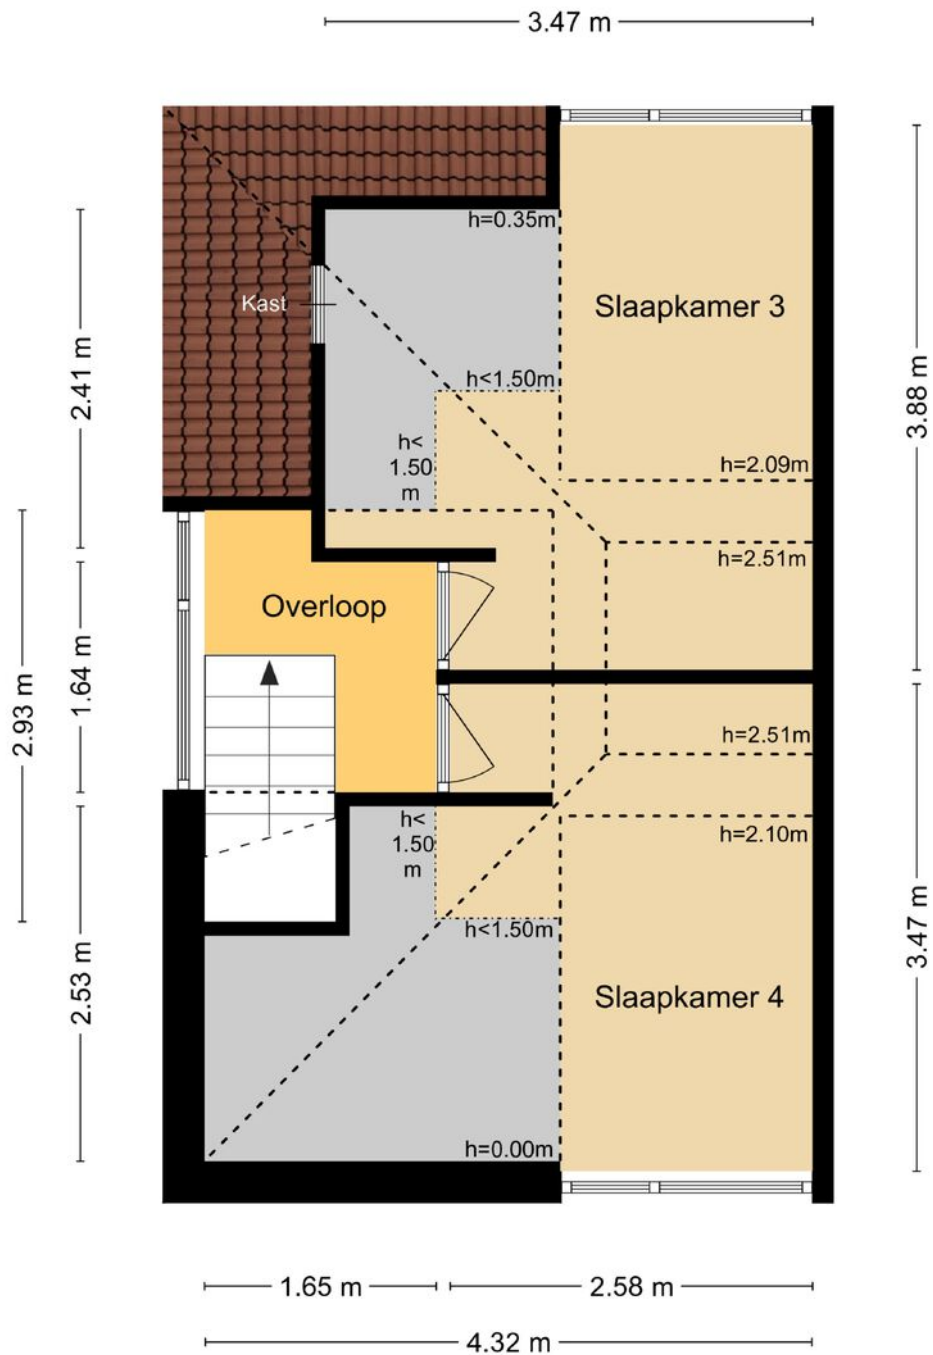 3.47 m
h=0.35m
Kast
Slaapkamer 3
2.41 m
3.88 m
h<1.50m
h<
1.50
m
h=2.09m
h=2.51m
Overloop
1.64 m
2.93 m
h=2.51m
h<
1.50
m
h=2.10m
h<1.50m
3.47 m
2.53 m
Slaapkamer 4
h=0.00m
1.65 m
2.58 m
4.32 m